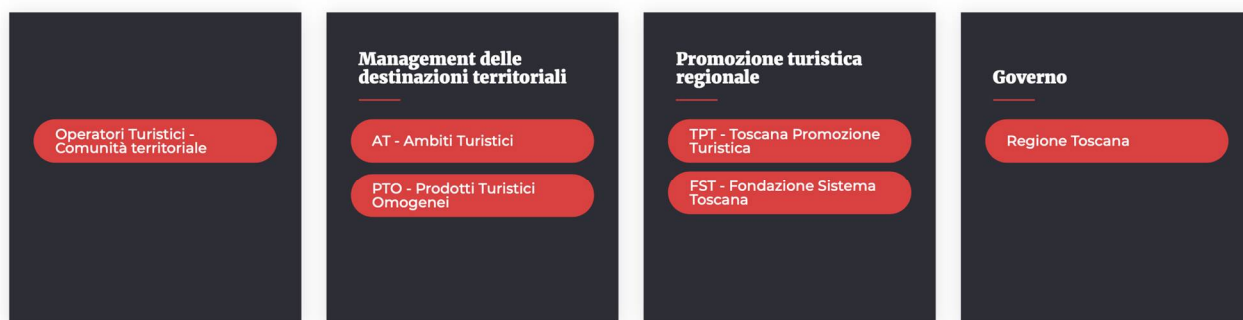 Operatori Turistici -
Comunità territoriale
Management delle
destinazioni territoriali
AT - Ambiti Turistici
PTO - Prodotti Turistici
Omogenei
Promozione turistica
regionale
TPT - Toscana Promozione
Turistica
FST - Fondazione Sistema
Toscana
Governo
Regione Toscana